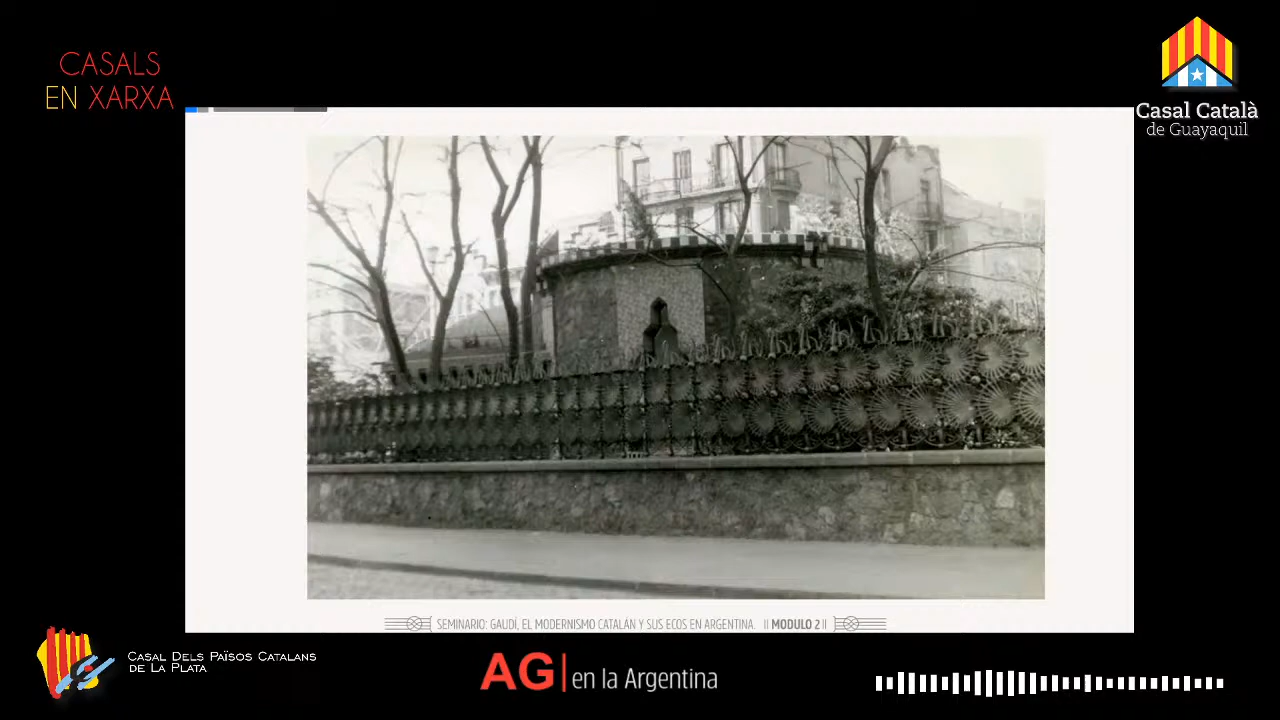 CASALS
EN XARXA
Casal Català
de Guayaquil
SEMINARIO: GAUDÍ, EL MODERNISMO CATALAN Y SUS ECOS EN ARGENTINA. || MODULO 2 ||
CASAL DELS PAÏSOS CATALANS
DE LA PLATA
AG| en la Argentina